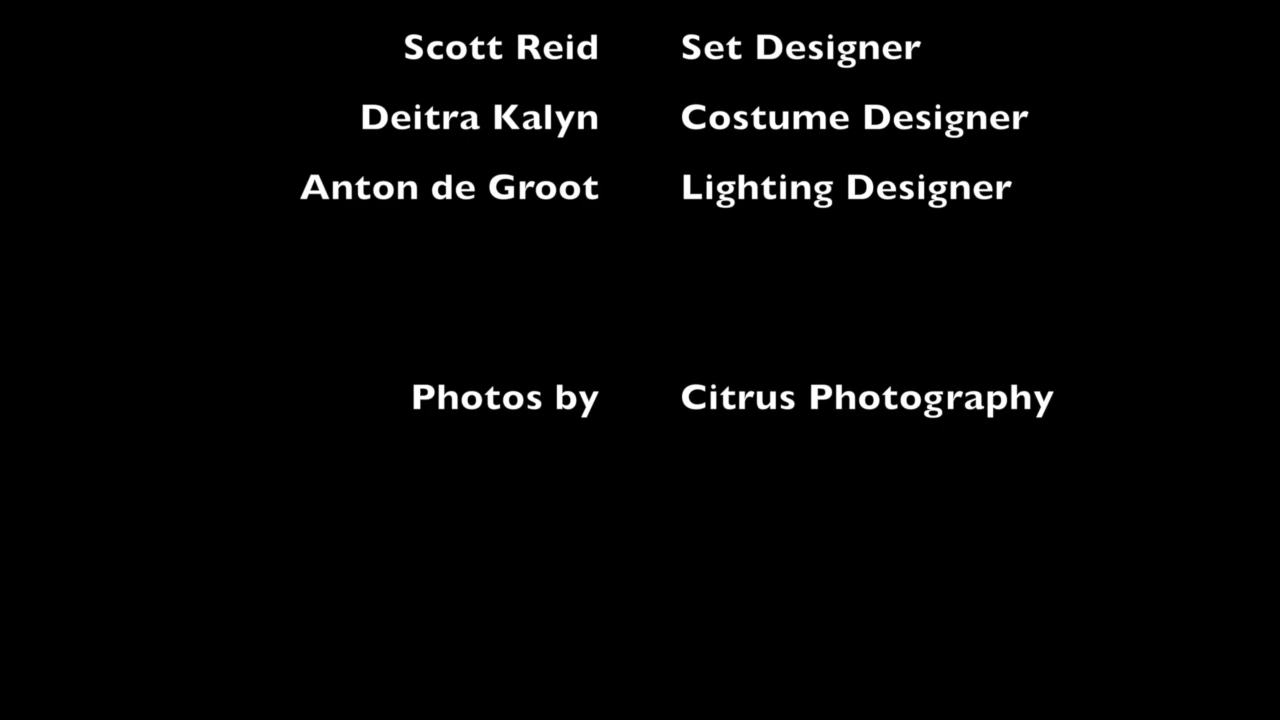 Scott Reid Set Designer
Deitra Kalyn Costume Designer
Anton de Groot Lighting Designer
Photos by Citrus Photography